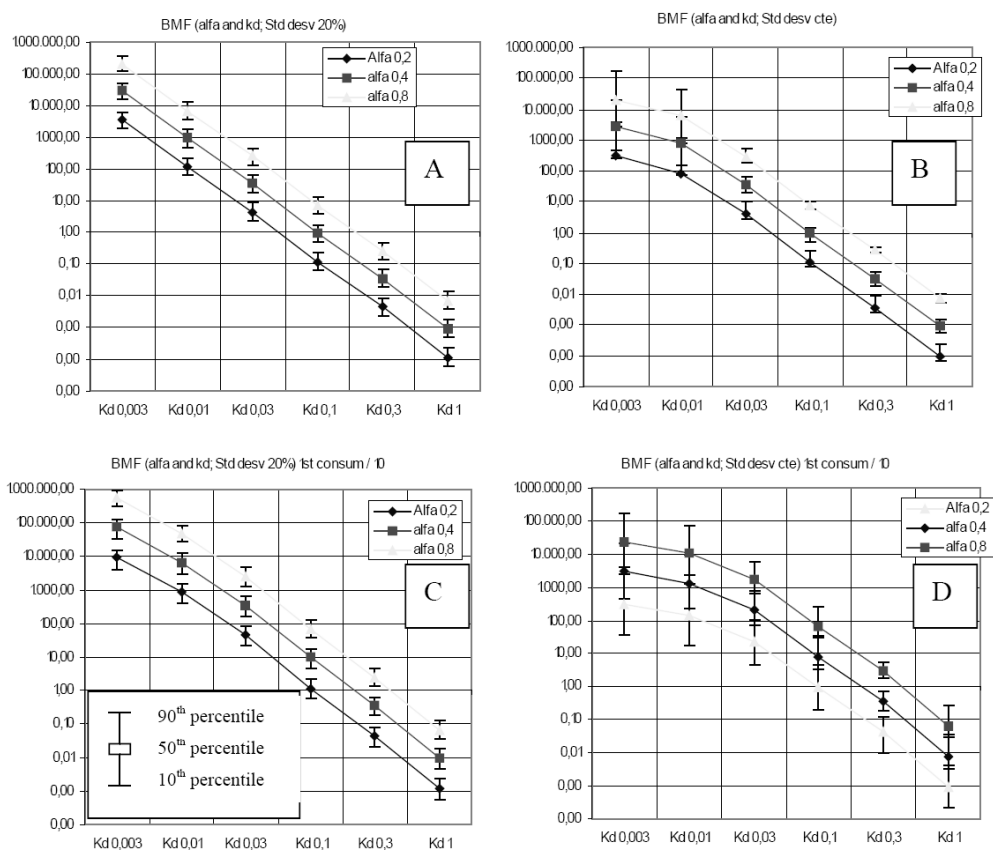 BMF (alfa and kd; Std desv 20%)
1000.000,00
100.000,00
10.000,00
1000,00
100,00
10,00
1,00
0,10
0,01
0,00
0,00
0,00
Kd 0,003 Kd 0,01 Kd 0,03 Kd 0,1 Kd 0,3 Kd 1
Alfa 0,2
alfa 0,4
alfa 0,8
A
BMF (alfa and kd; Std desv cte)
1000.000,00
100.000,00
10.000,00
1000,00
100,00
10,00
1,00
0,10
0,01
0,00
0,00
0,00
Kd 0,003 Kd 0,01 Kd 0,03 Kd 0,1 Kd 0,3 Kd 1
Alfa 0,2
alfa 0,4
alfa 0,8
B
BMF (alfa and kd; Std desv 20%) 1st consum / 10
1000.000,00
100.000,00
10.000,00
1000,00
100,00
10,00
1,00
0,10
0,01
0,00
0,00
Kd 0,003 Kd 0,01 Kd 0,03 Kd 0,1 Kd 0,3 Kd 1
Alfa 0,2
alfa 0,4
alfa 0,8
C
90th percentile
50th percentile
10th percentile
BMF (alfa and kd; Std desv cte) 1st consum / 10
1000.000,00
100.000,00
10.000,00
1000,00
100,00
10,00
1,00
0,10
0,01
0,00
0,00
Kd 0,003 Kd 0,01 Kd 0,03 Kd 0,1 Kd 0,3 Kd 1
Alfa 0,2
alfa 0,4
alfa 0,8
D